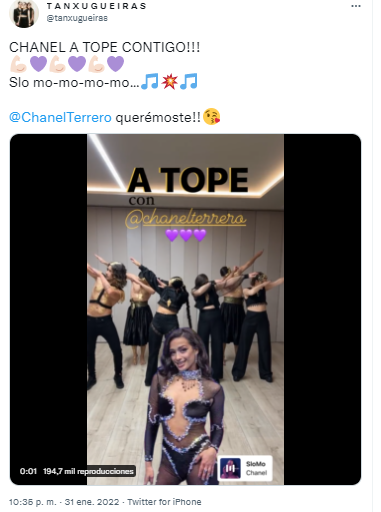 TANXUGUEIRAS
@tanxugueiras
CHANEL A TOPE CONTIGO!!!
💪🏻💜💪🏻💜💪🏻💜
Slo mo-mo-mo-mo...🎵💥🎵
@ChanelTerrero querémoste!!😘
A TOPE
con
@chanelterrero
💜💜💜
SloMo
Chanel
0:01 194,7 mil reproducciones
10:35 p. m. · 31 ene. 2022 · Twitter for iPhone